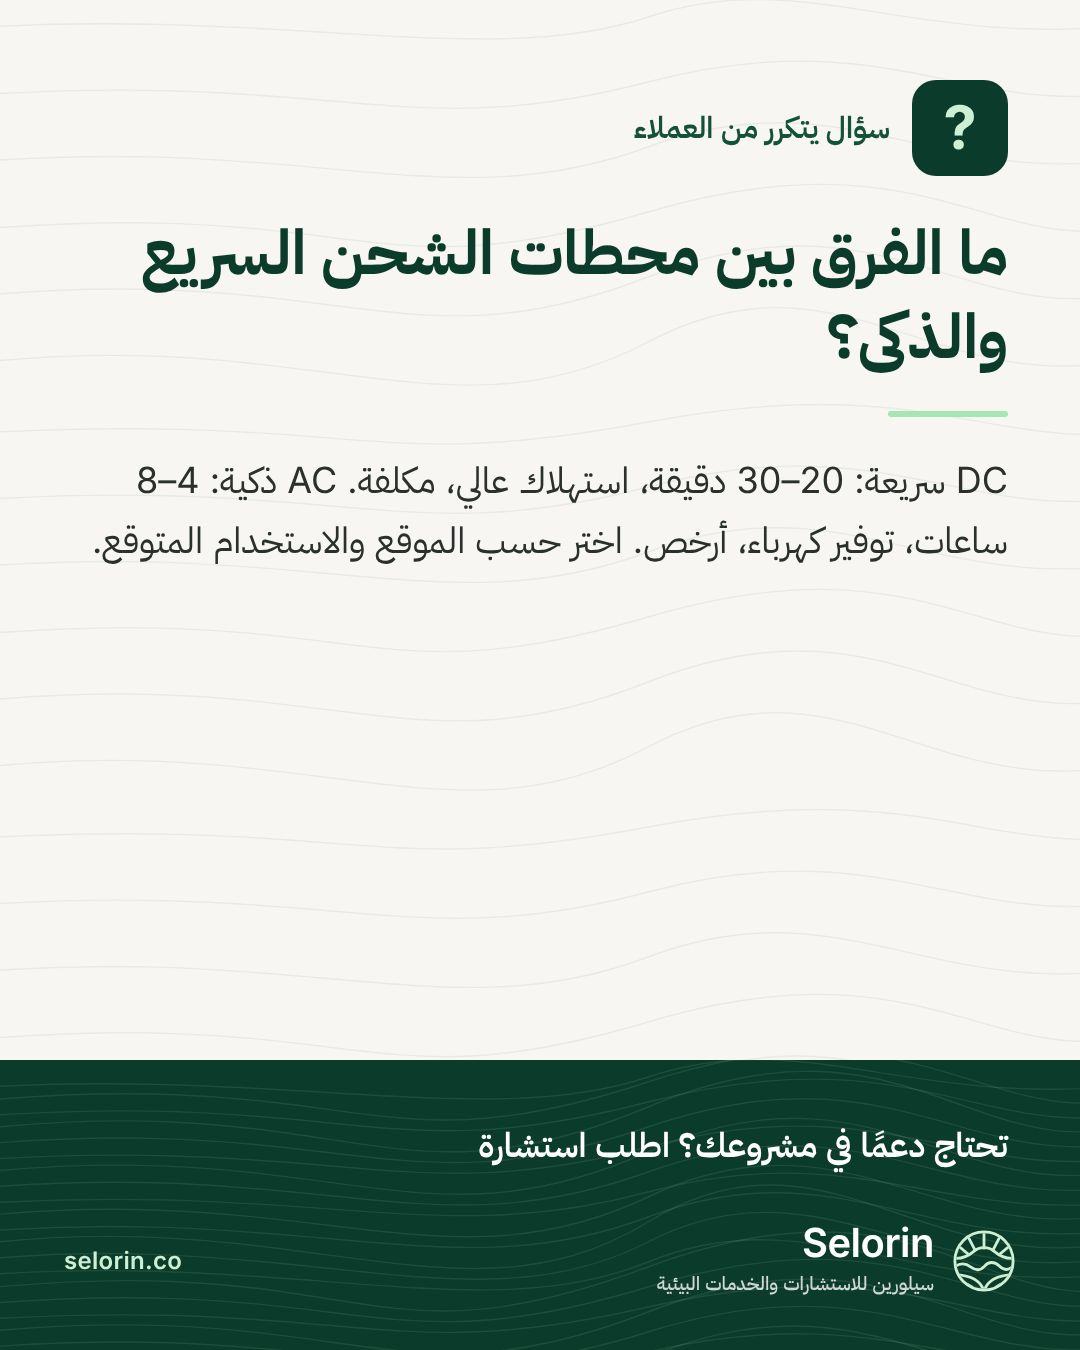 ?
سؤال يتكرر من العملاء
ما الفرق بين محطات الشحن السريع
والذكى؟
DC سريعة: 20–30 دقيقة، استهلاك عالي، مكلفة. AC ذكية: 4–8
ساعات، توفير كهرباء، أرخص. اختر حسب الموقع والاستخدام المتوقع.
تحتاج دعمًا في مشروعك؟ اطلب استشارة
Selorin
سيلورين للاستشارات والخدمات البيئية
selorin.co